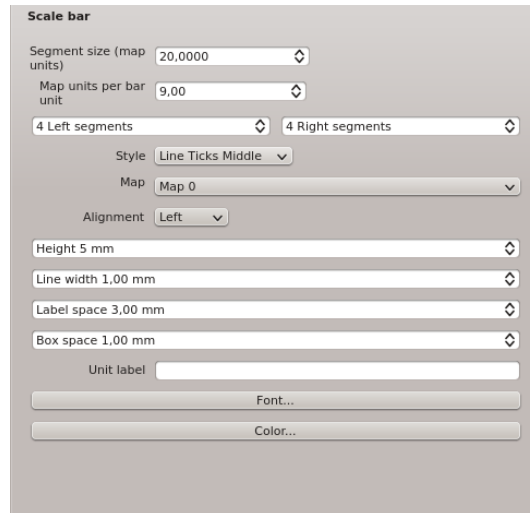 Scale bar
Segment size (map
units)
20,0000
Map units per bar
unit
9,00
4 Left segments
4 Right segments
Style
Line Ticks Middle
Map
Map 0
Alignment
Left
Height 5 mm
Line width 1,00 mm
Label space 3,00 mm
Box space 1,00 mm
Unit label
Font...
Color...